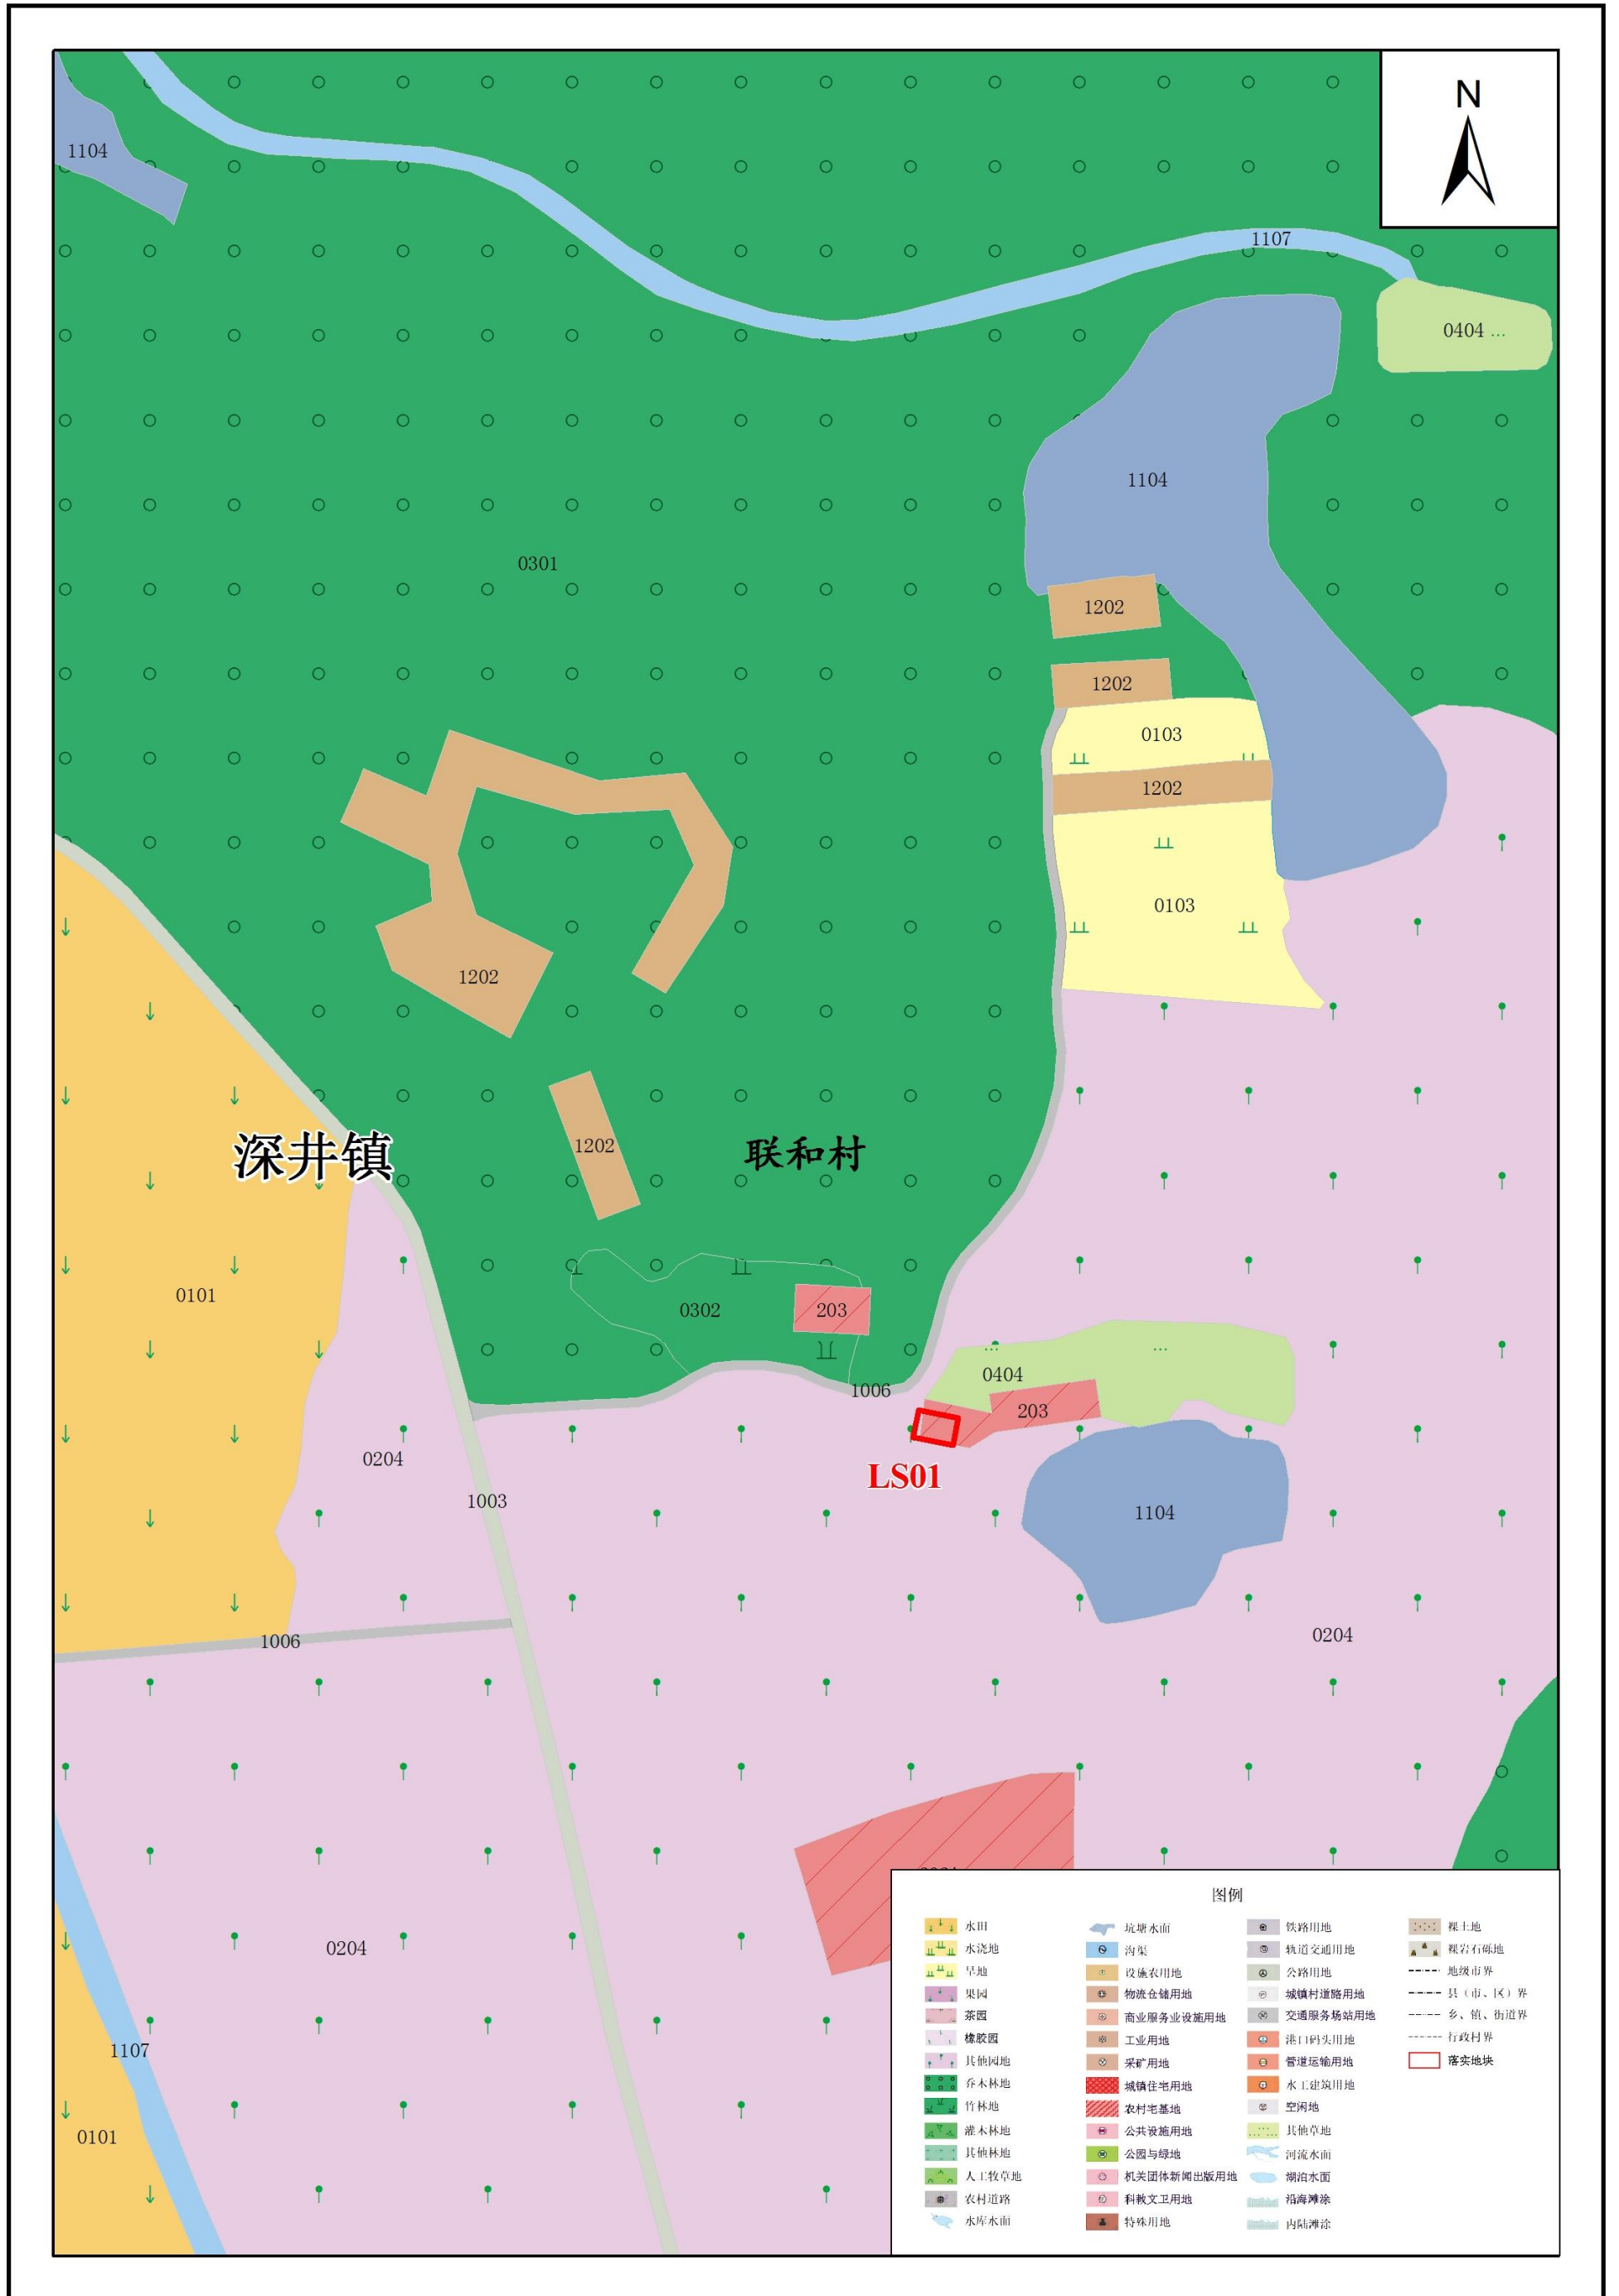 N
1104
1107
0404
1104
0301
1202
1202
0103
1202
0103
1202
1202
深井镇
联和村
0101
0302
203
0404
1006
203
0204
LS01
1003
1104
0204
1006
0204
1107
0101
图例
水田
水浇地
旱地
果园
茶园
橡胶园
其他园地
乔木林地
竹林地
灌木林地
其他林地
人工牧草地
农村道路
水库水面
坑塘水面
沟渠
设施农用地
物流仓储用地
商业服务业设施用地
工业用地
采矿用地
城镇住宅用地
农村宅基地
公共设施用地
公园与绿地
机关团体新闻出版用地
科教文卫用地
特殊用地
铁路用地
轨道交通用地
公路用地
城镇村道路用地
交通服务场站用地
港口码头用地
管道运输用地
水工建筑用地
空闲地
其他草地
河流水面
湖泊水面
沿海滩涂
内陆滩涂
裸土地
裸岩石砾地
地级市界
县（市、区）界
乡、镇、街道界
行政村界
落实地块